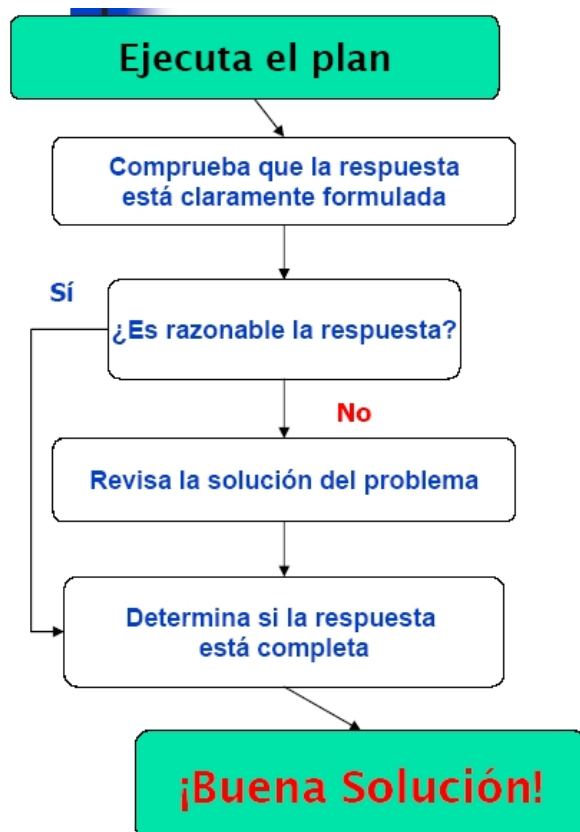 Ejecuta el plan
Comprueba que la respuesta
está claramente formulada
Sí
¿Es razonable la respuesta?
No
Revisa la solución del problema
Determina si la respuesta
está completa
¡Buena Solución!